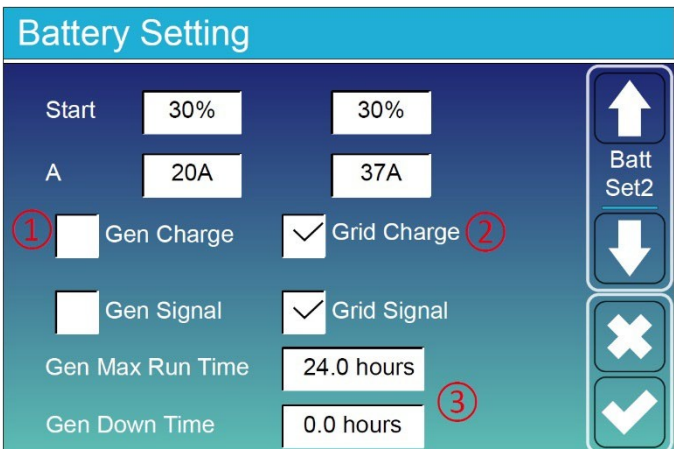 Battery Setting
Start 30% 30%
A 20A 37A
Batt
Set2
① Gen Charge Grid Charge ②
Gen Signal Grid Signal
Gen Max Run Time 24.0 hours
③
Gen Down Time 0.0 hours